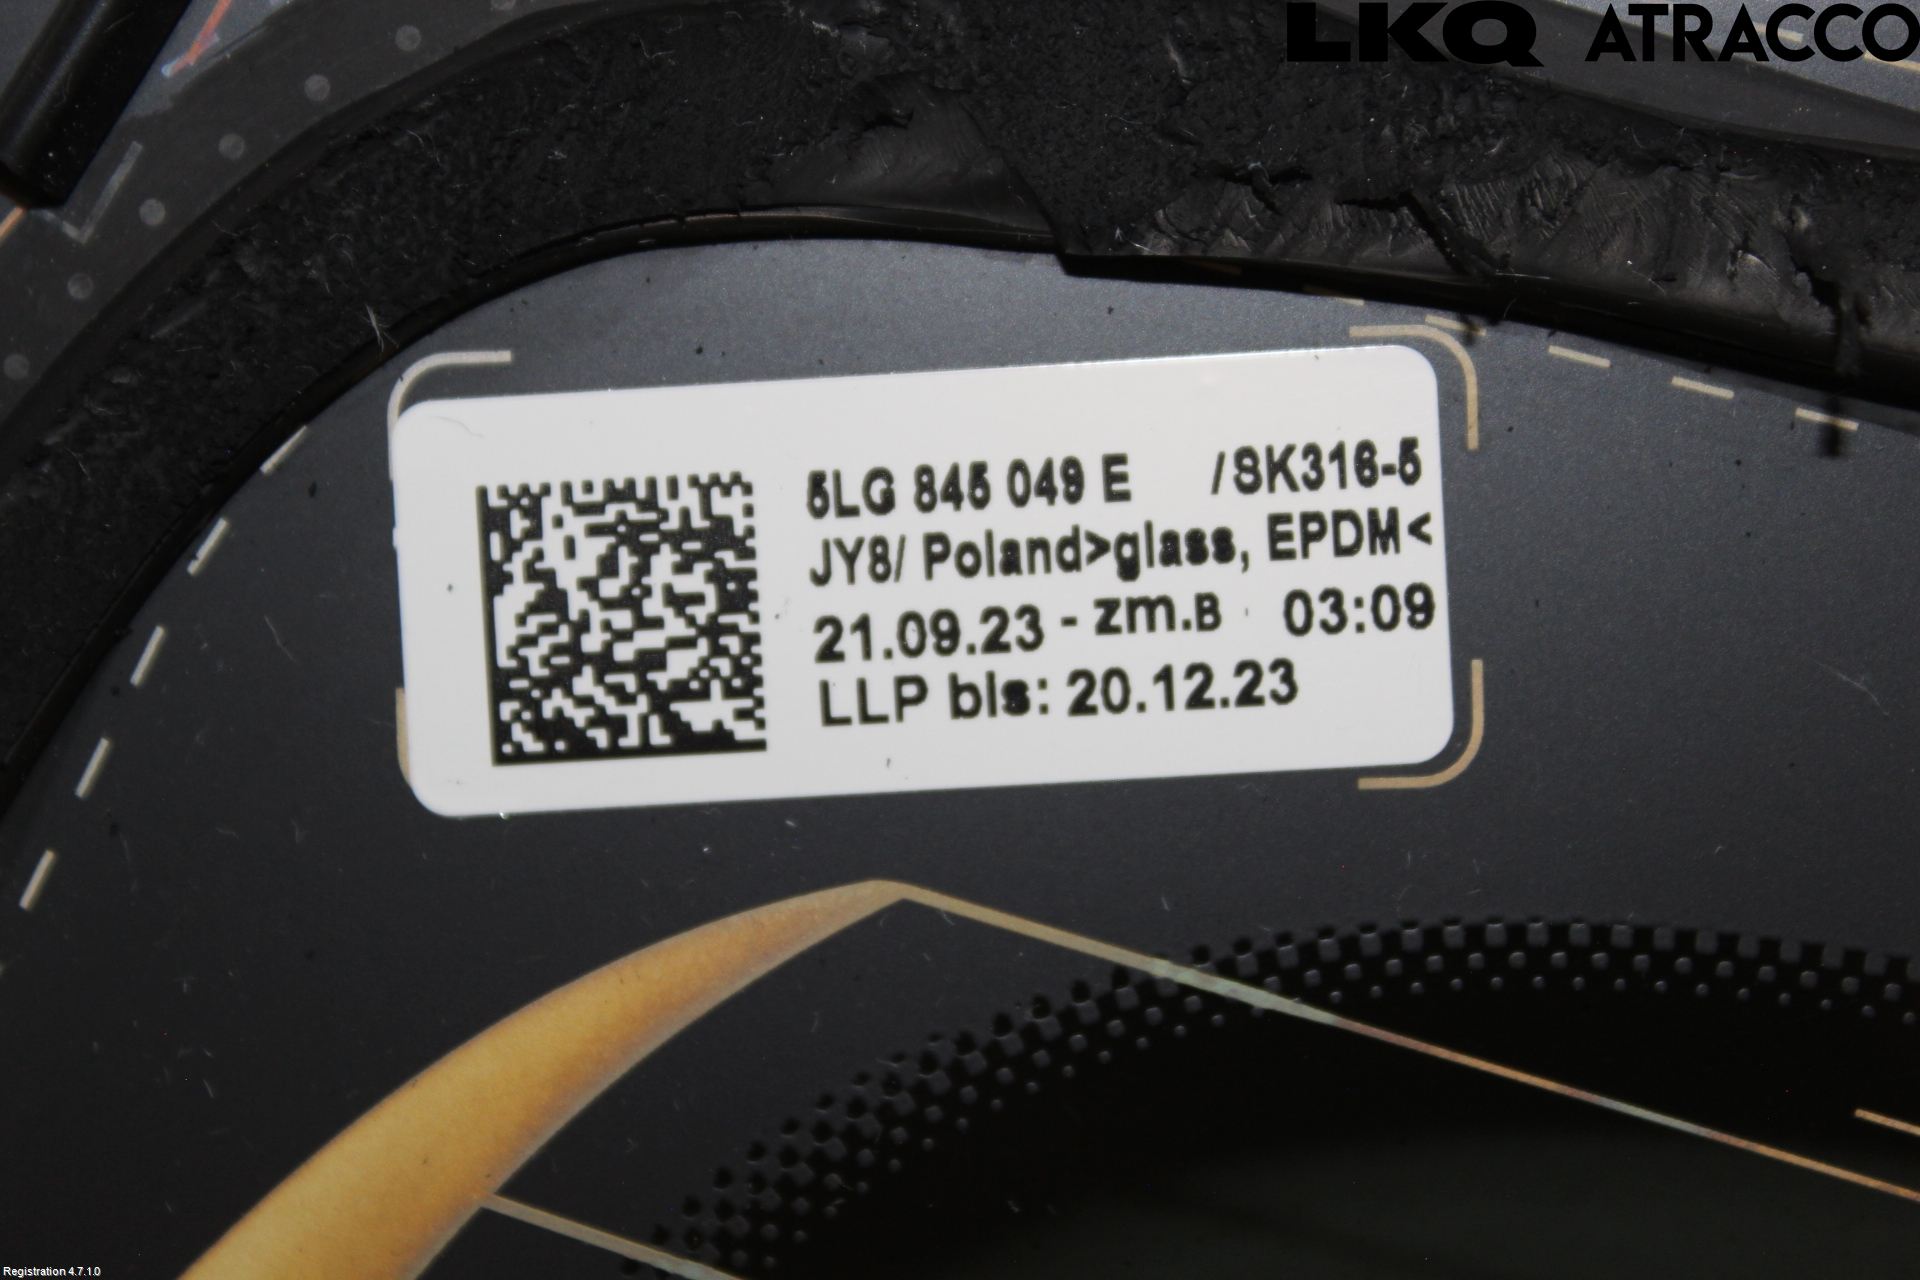 LKQ ATRACCO
5LG 845 049 E /SK316-5
JY8/ Poland>glass, EPDM<
21.09.23 - zm.B 03:09
LLP bis: 20.12.23
Registration 4.7.1.0